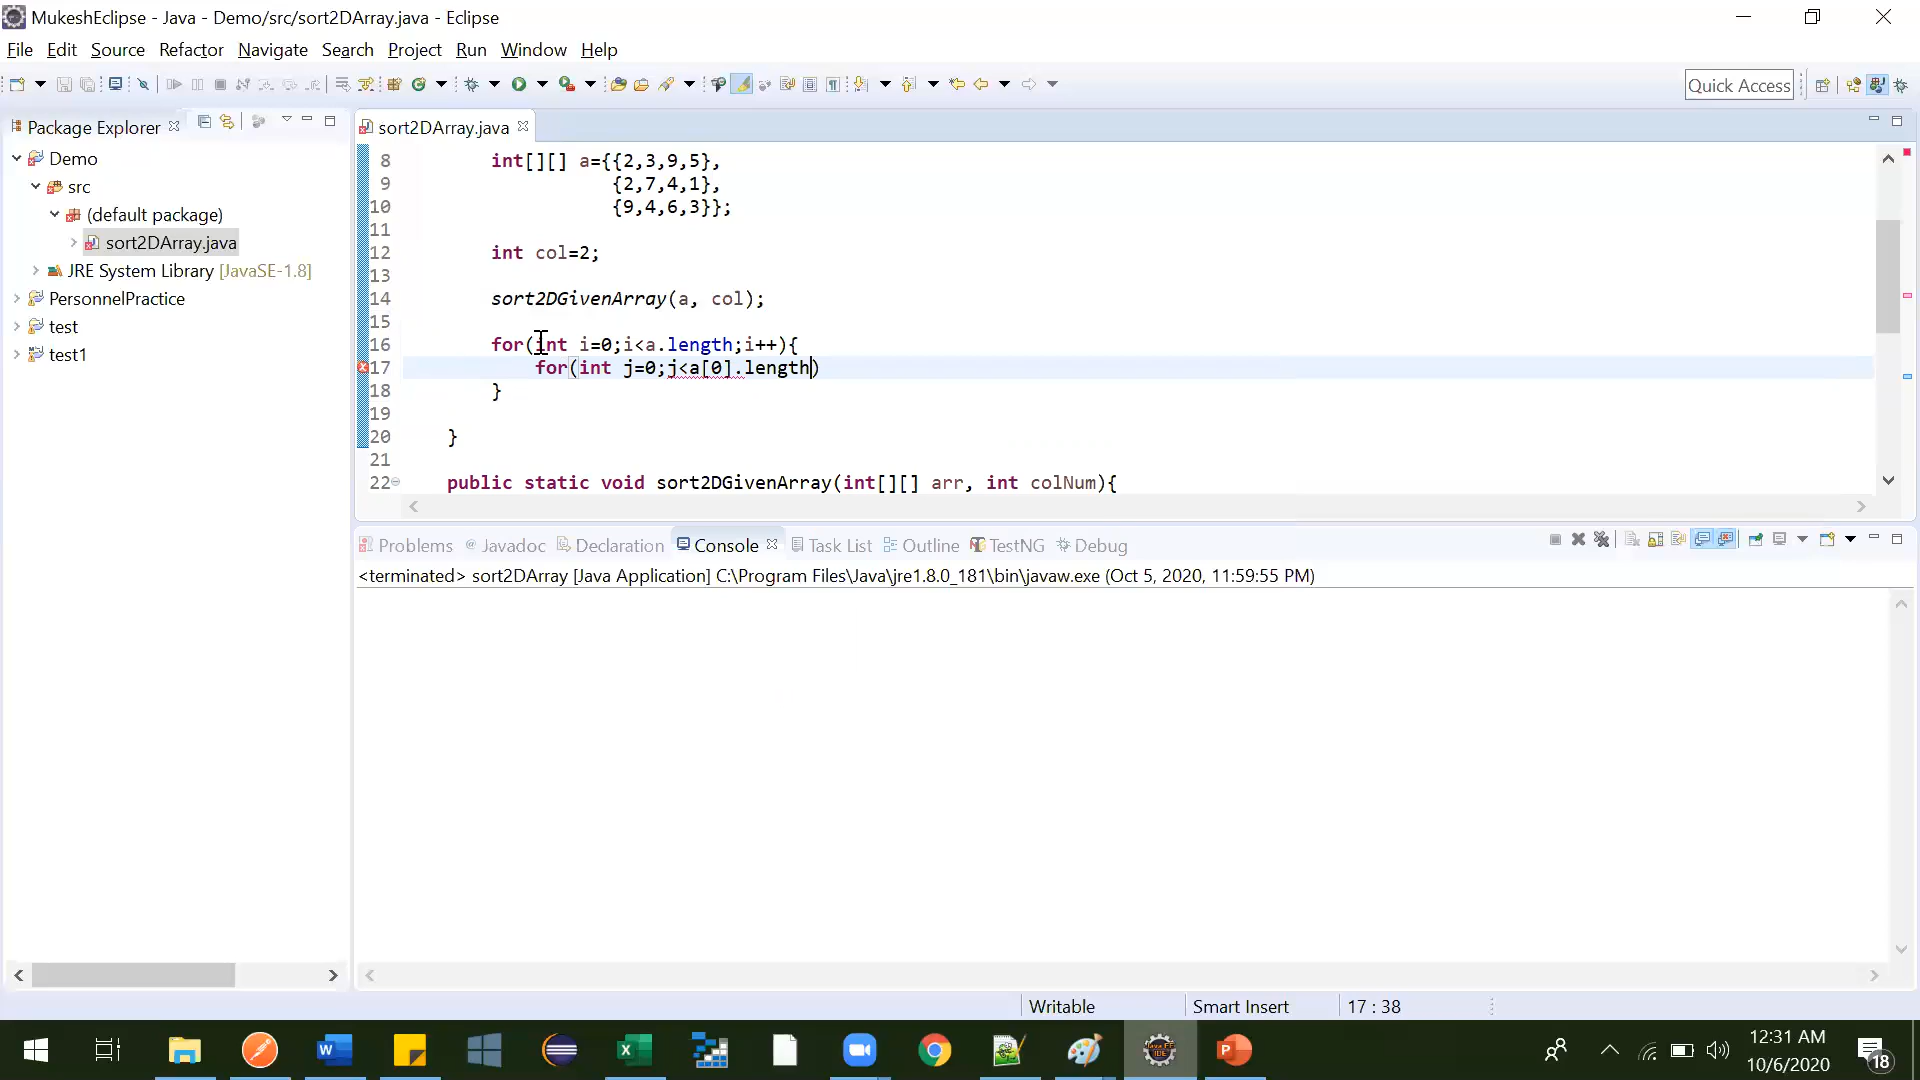 MukeshEclipse - Java - Demo/src/sort2DArray.java - Eclipse
File Edit Source Refactor Navigate Search Project Run Window Help
Quick Access
Package Explorer
Demo
src
(default package)
sort2DArray.java
JRE System Library [JavaSE-1.8]
PersonnelPractice
test
test1
sort2DArray.java
8 int[][] a={{2,3,9,5},
9 {2,7,4,1},
10 {9,4,6,3}};
11
12 int col=2;
13
14 sort2DGivenArray(a, col);
15
16 for(int i=0;i<a.length;i++){
17 for(int j=0;j<a[0].length)
18 }
19
20 }
21
22 public static void sort2DGivenArray(int[][] arr, int colNum){
Problems @ Javadoc Declaration Console Task List Outline TestNG Debug
<terminated> sort2DArray [Java Application] C:\Program Files\Java\jre1.8.0_181\bin\javaw.exe (Oct 5, 2020, 11:59:55 PM)
Writable Smart Insert 17 : 38
12:31 AM
10/6/2020
18